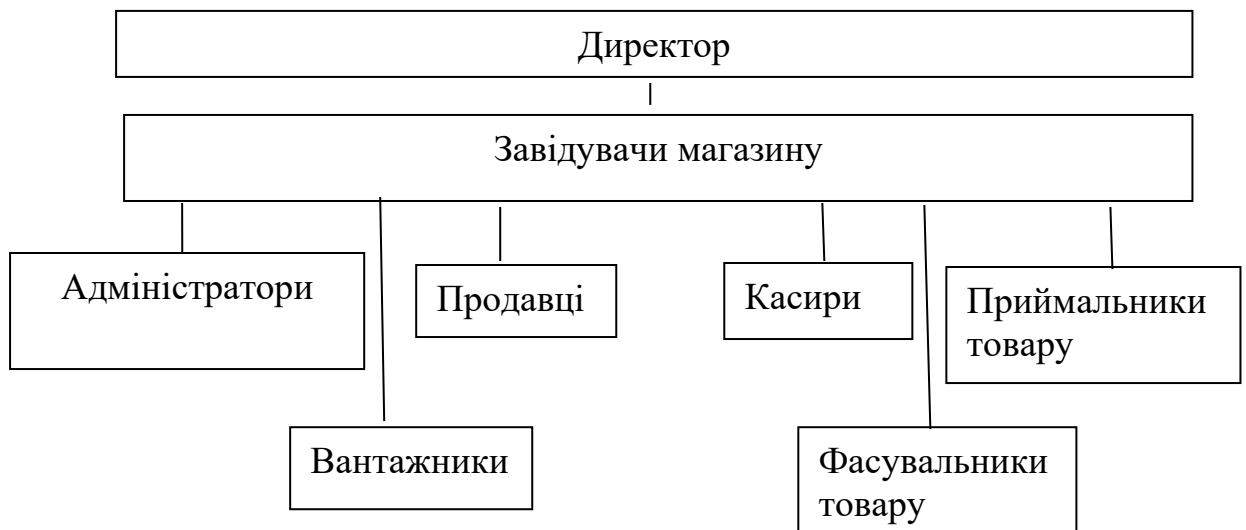 Директор
Завідувачи магазину
Адміністратори
Продавці
Касири
Приймальники
товару
Вантажники
Фасувальники
товару